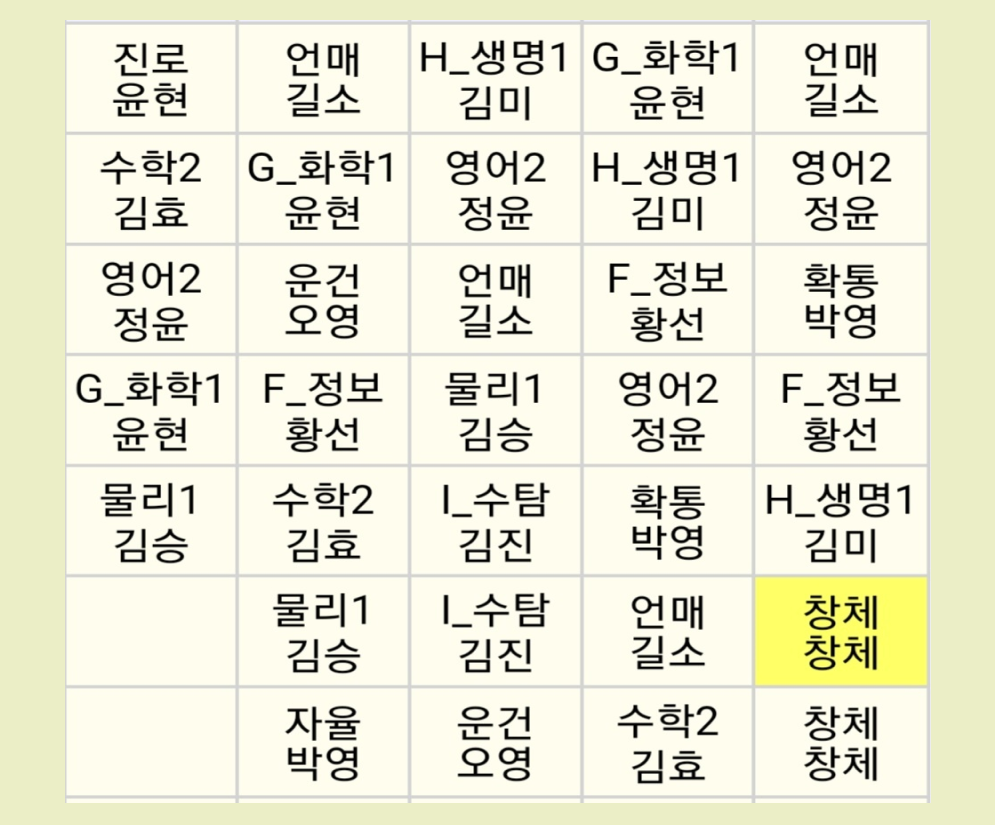 진로 언매 H_생명1 G_화학1 언매
윤현 길소 김미 윤현 길소
수학2 G_화학1 영어2 H_생명1 영어2
김효 윤현 정윤 김미 정윤
영어2 운건 언매 F_정보 확통
정윤 오영 길소 황선 박영
G_화학1 F_정보 물리1 영어2 F_정보
윤현 황선 김승 정윤 황선
물리1 수학2 I_수탐 확통 H_생명1
김승 김효 김진 박영 김미
물리1 I_수탐 언매 창체
김승 김진 길소 창체
자율 운건 수학2 창체
박영 오영 김효 창체